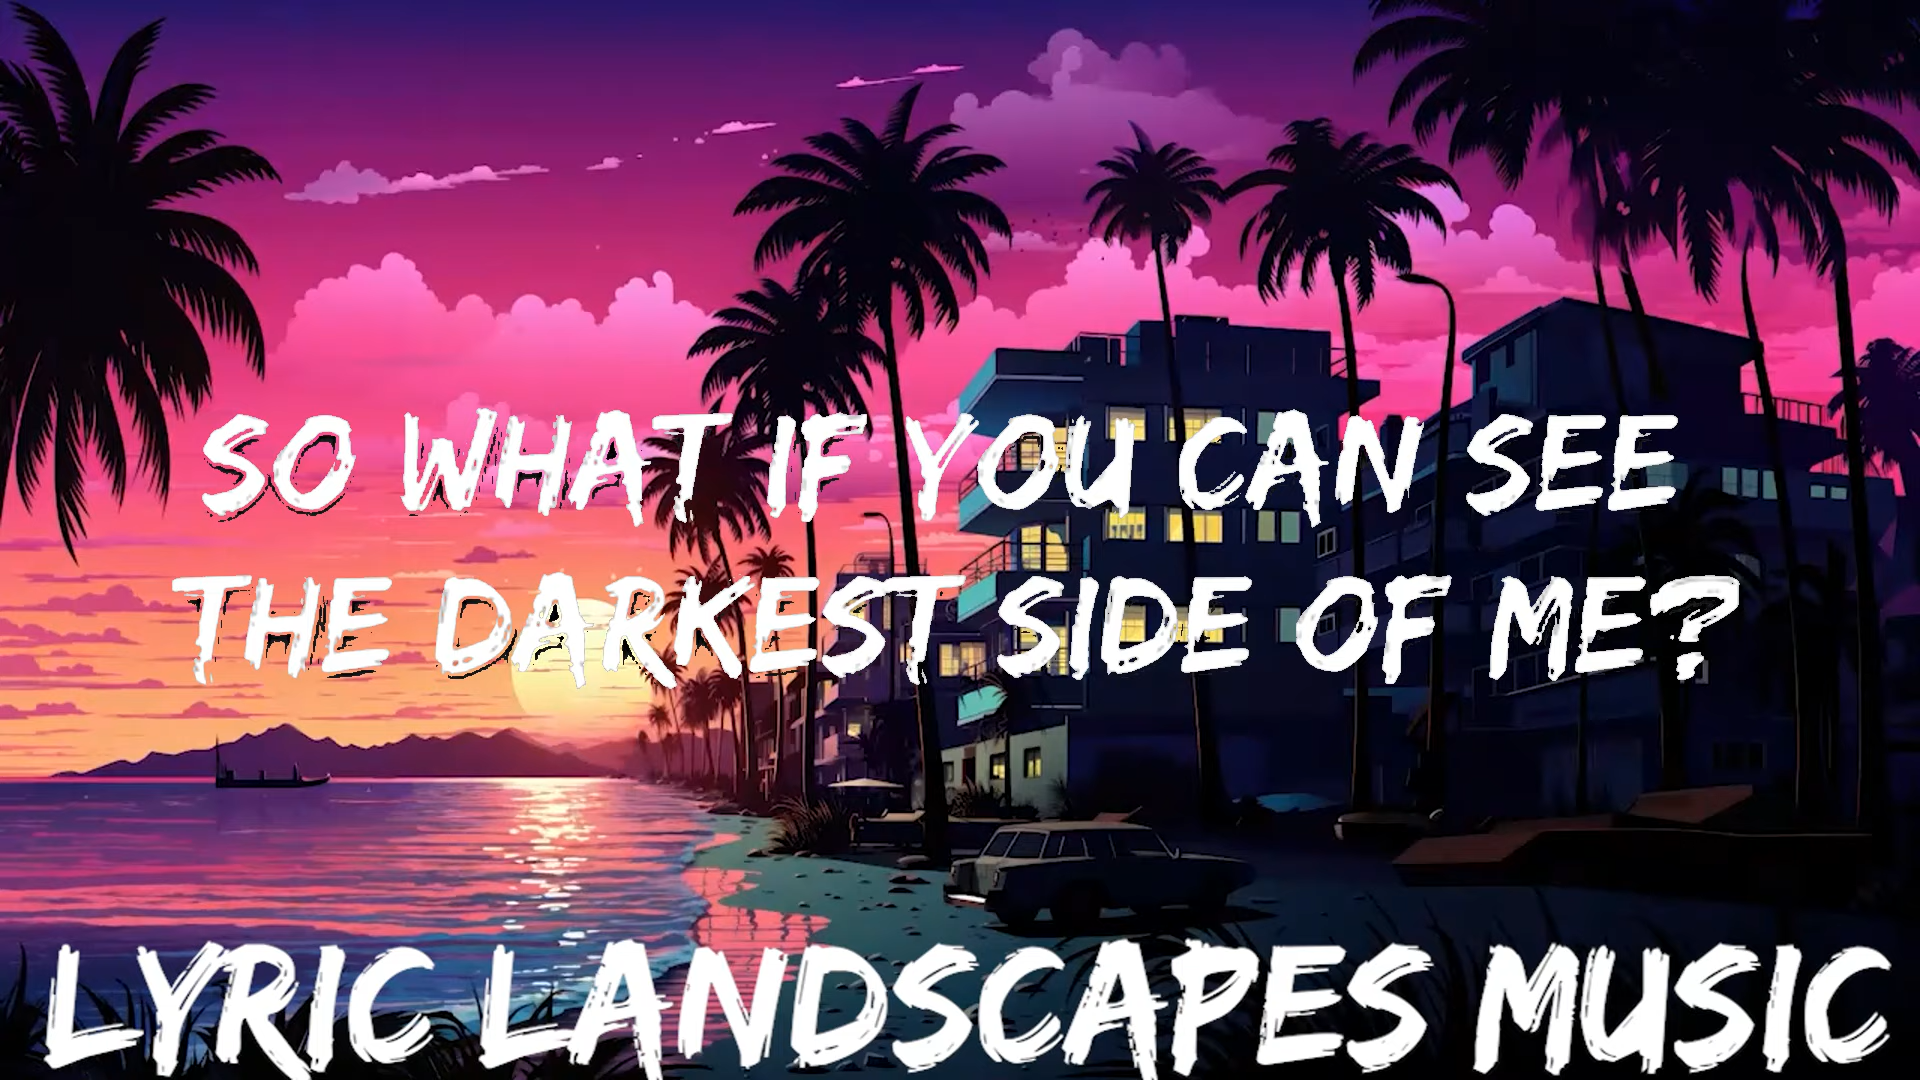 SO WHAT IF YOU CAN SEE
THE DARKEST SIDE OF ME?
LYRIC LANDSCAPES MUSIC